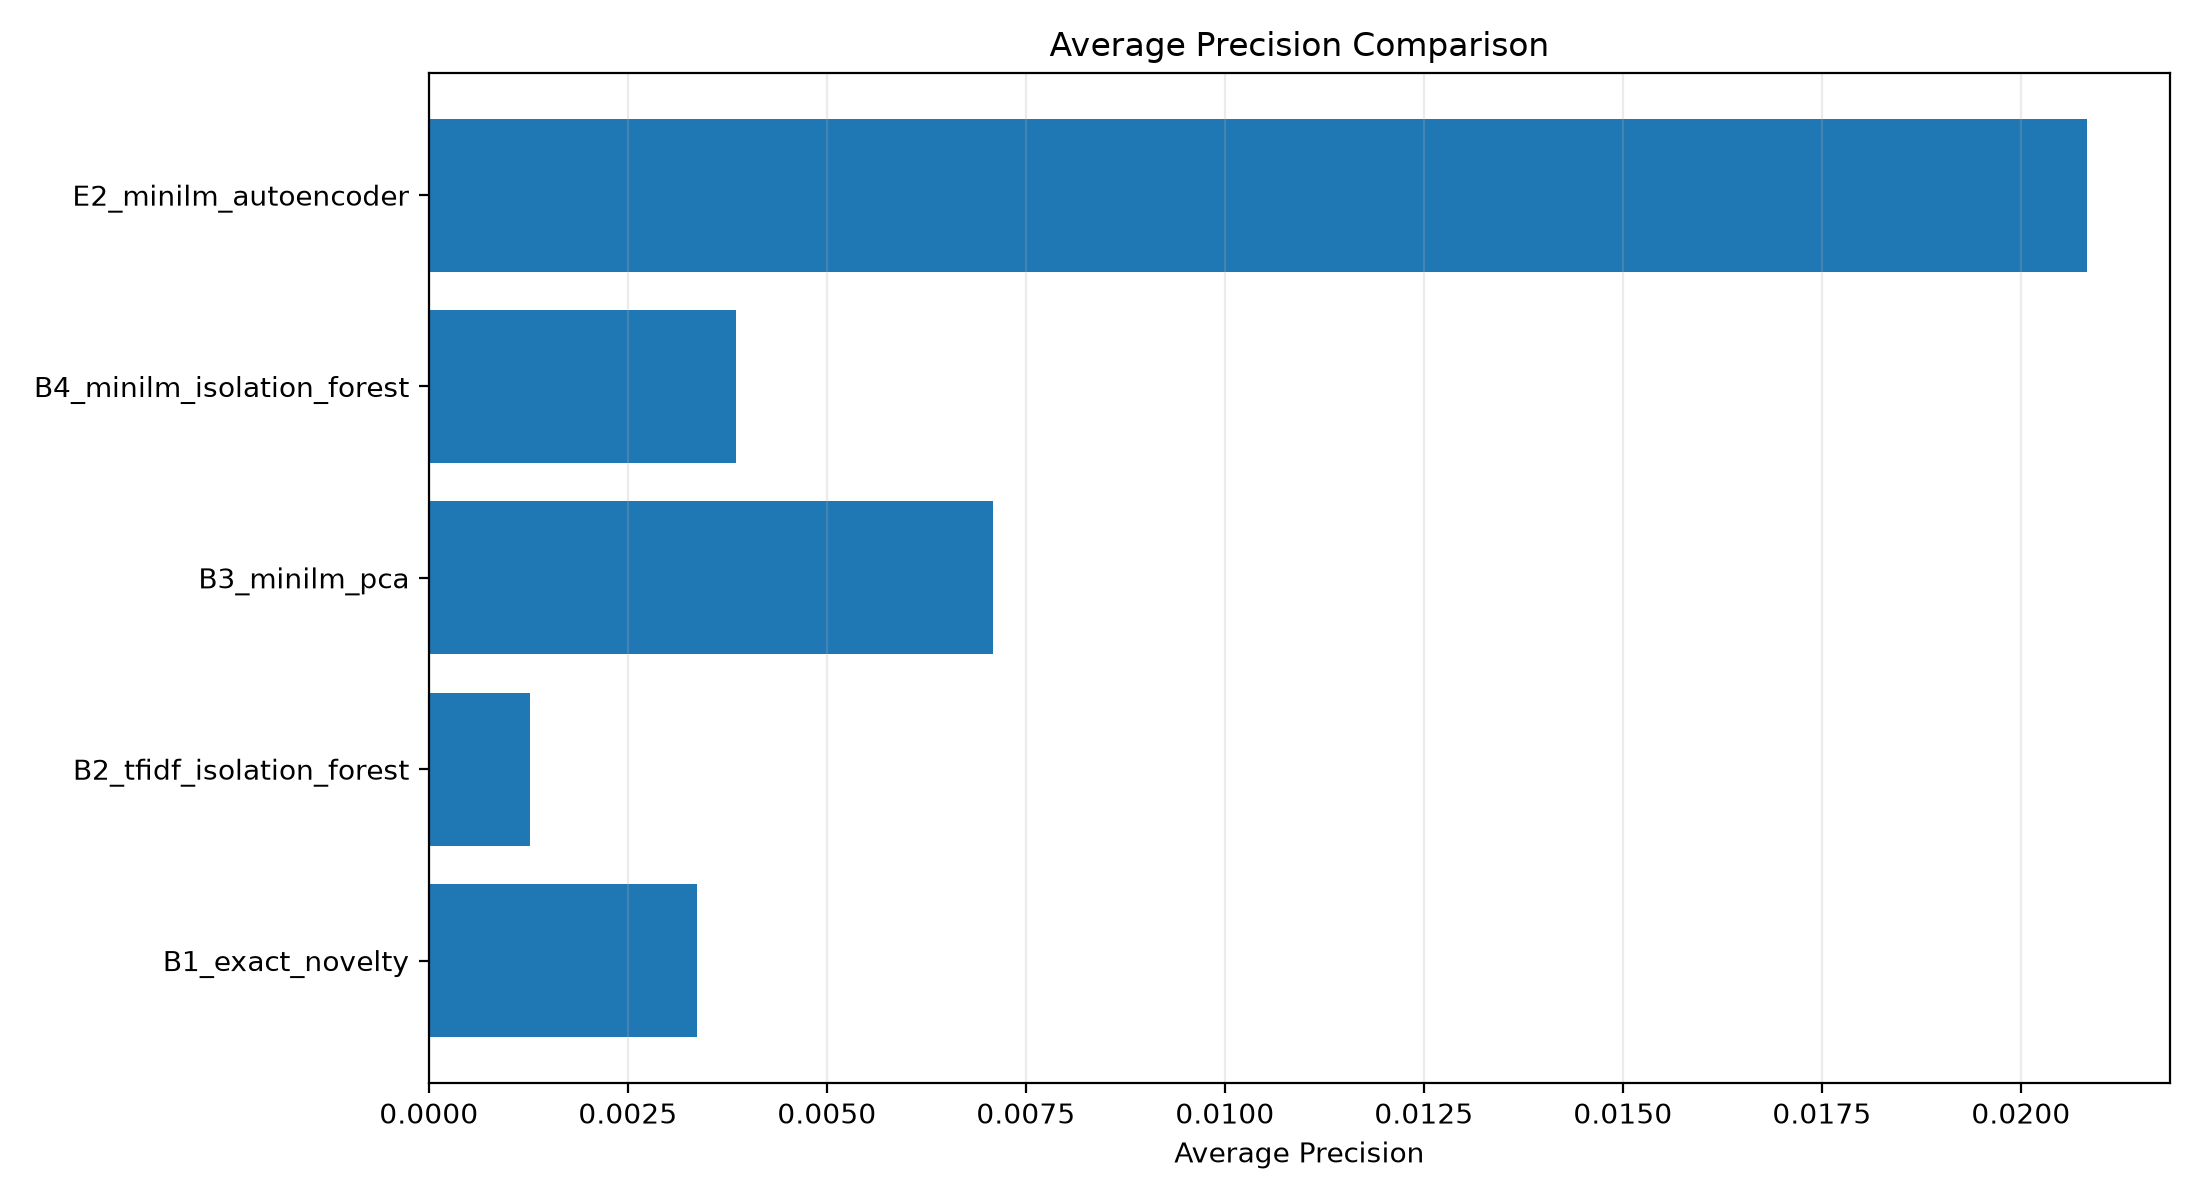 Average Precision Comparison
E2_minilm_autoencoder
B4_minilm_isolation_forest
B3_minilm_pca
B2_tfidf_isolation_forest
B1_exact_novelty
0.0000 0.0025 0.0050 0.0075 0.0100 0.0125 0.0150 0.0175 0.0200
Average Precision